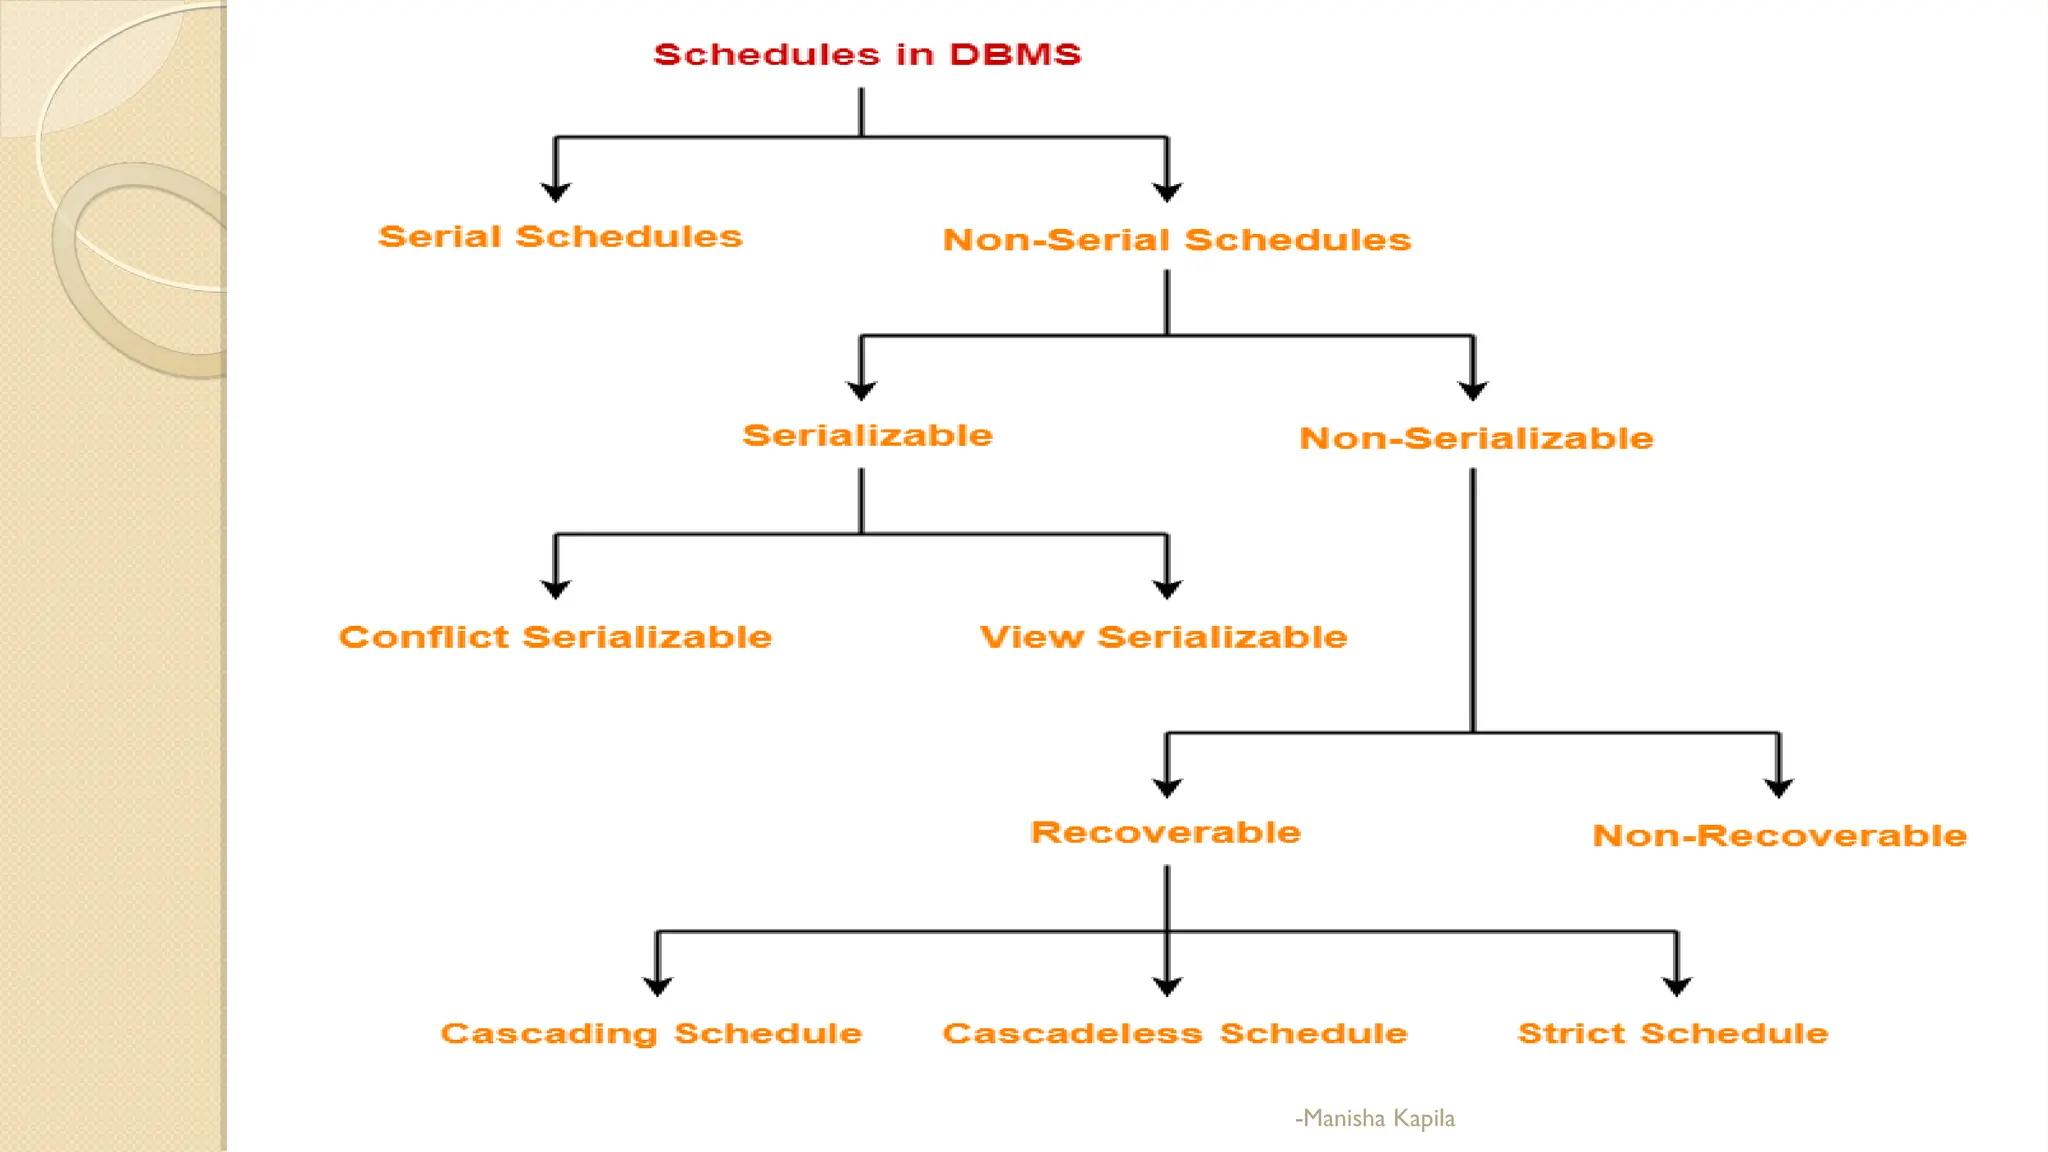 Schedules in DBMS
Serial Schedules
Non-Serial Schedules
Serializable
Non-Serializable
Conflict Serializable
View Serializable
Recoverable
Non-Recoverable
Cascading Schedule
Cascadeless Schedule
Strict Schedule
-Manisha Kapila